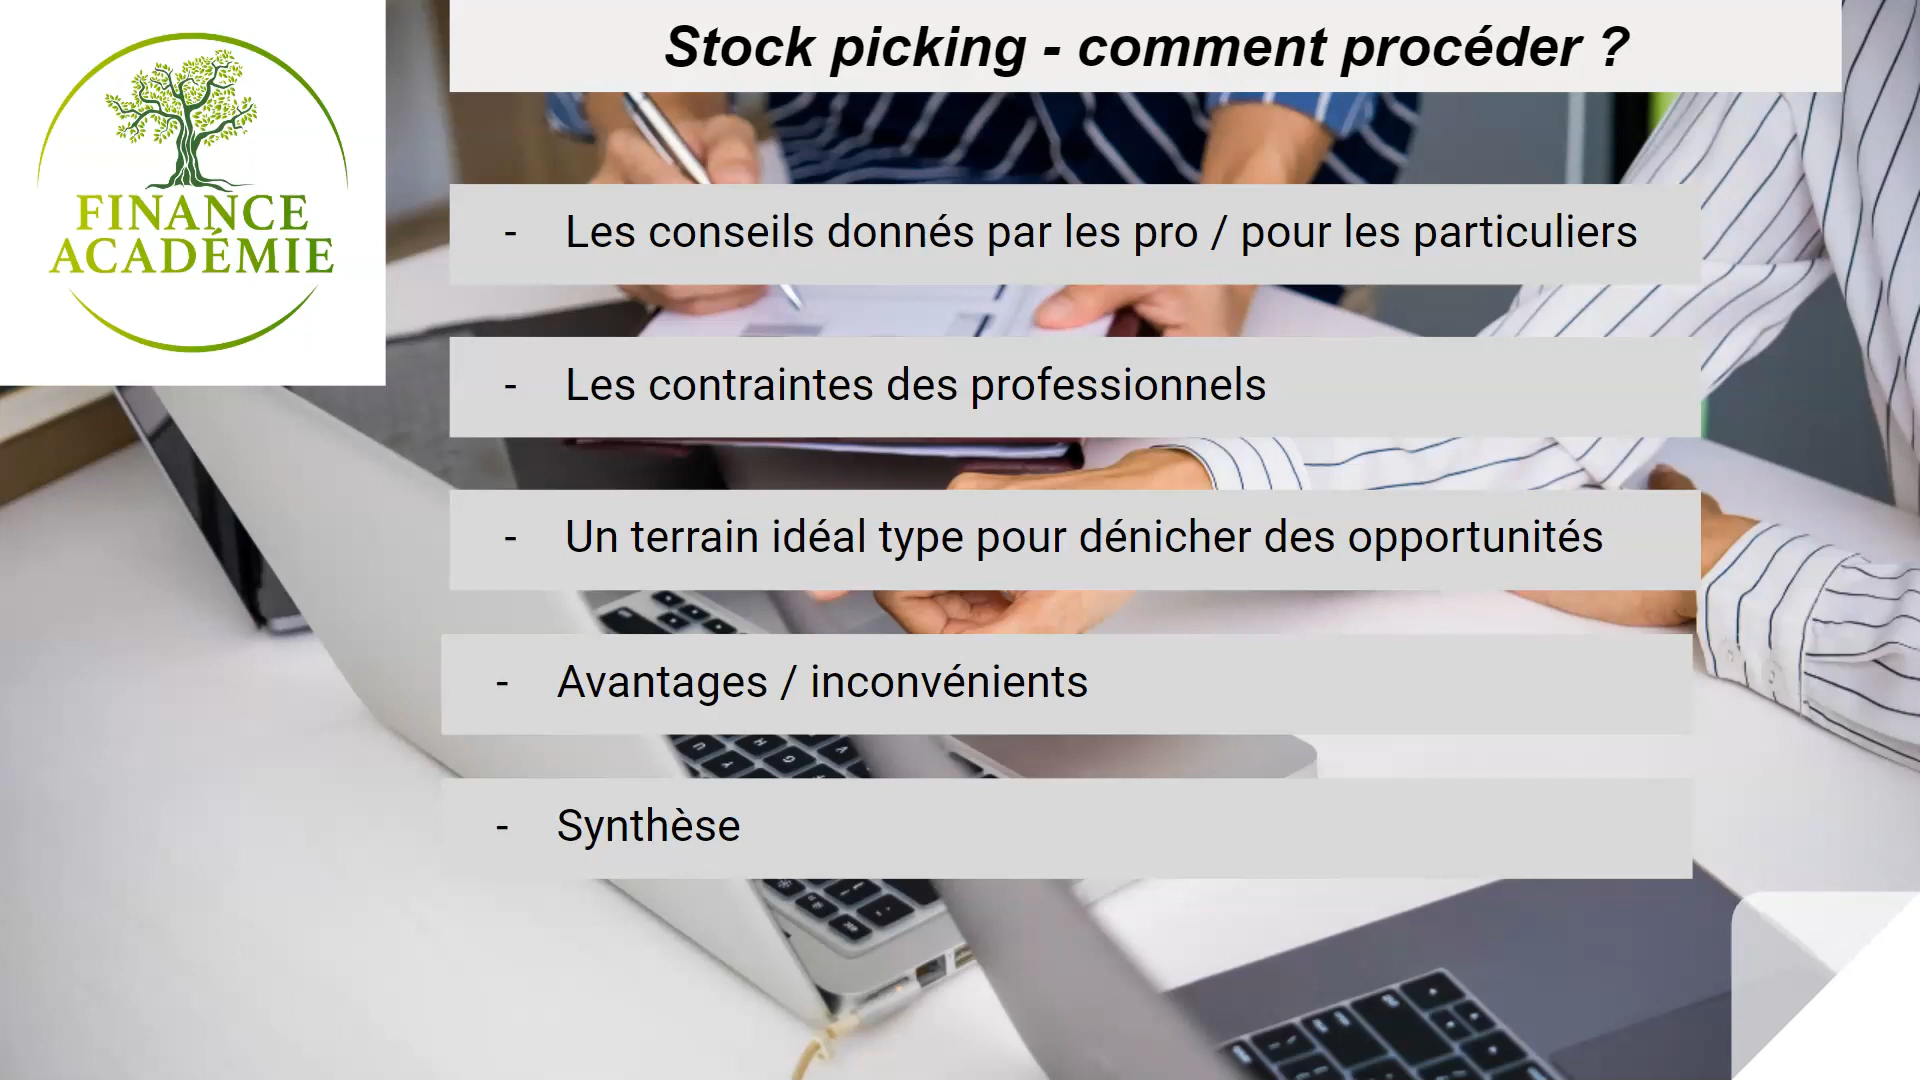 FINANCE
ACADÉMIE
Stock picking - comment procéder ?
- Les conseils donnés par les pro / pour les particuliers
- Les contraintes des professionnels
- Un terrain idéal type pour dénicher des opportunités
- Avantages / inconvénients
- Synthèse